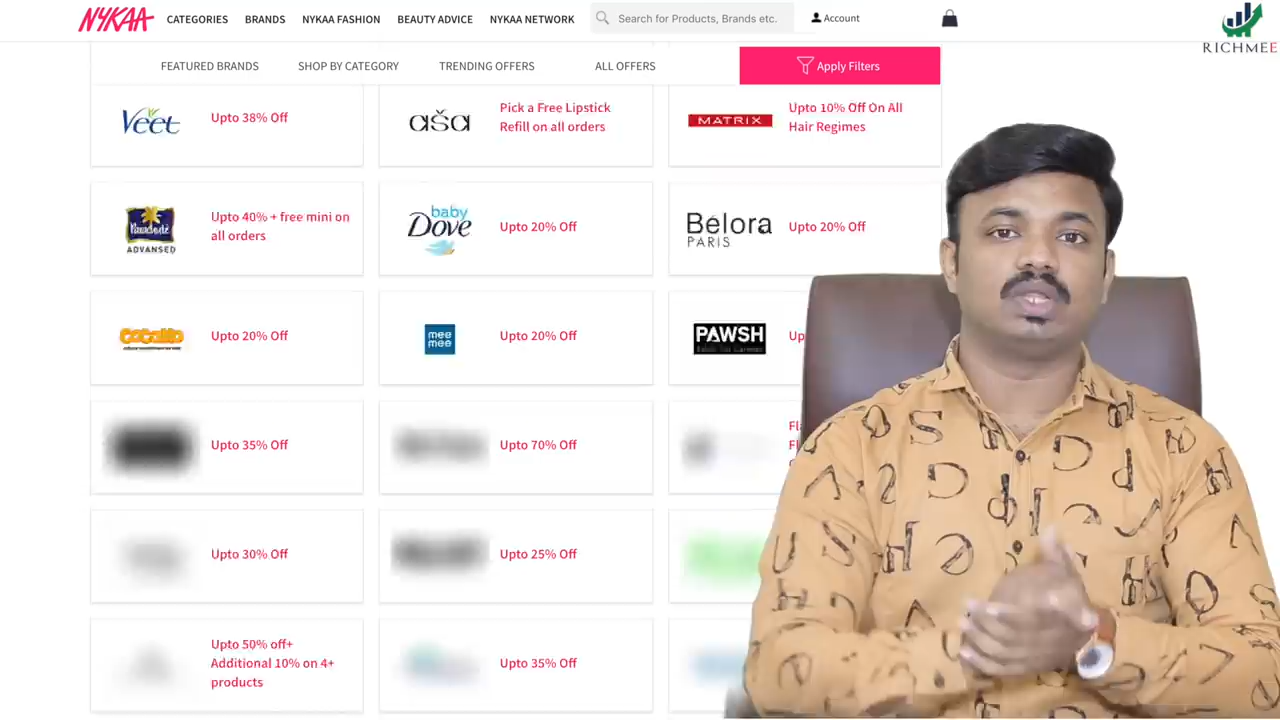 NYKAA CATEGORIES BRANDS NYKAA FASHION BEAUTY ADVICE NYKAA NETWORK Search for Products, Brands etc. Account
RICHMEE
FEATURED BRANDS SHOP BY CATEGORY TRENDING OFFERS ALL OFFERS Apply Filters
Veet Upto 38% Off
aša Pick a Free Lipstick
Refill on all orders
MATRIX Upto 10% Off On All
Hair Regimes
Parachute
ADVANSED
Upto 40% + free mini on
all orders
baby
Dove
Upto 20% Off
Belora
PARIS
Upto 20% Off
Upto 20% Off
mee
mee
Upto 20% Off
PAWSH
Upto 35% Off
Upto 70% Off
Upto 30% Off
Upto 25% Off
Upto 50% off+
Additional 10% on 4+
products
Upto 35% Off